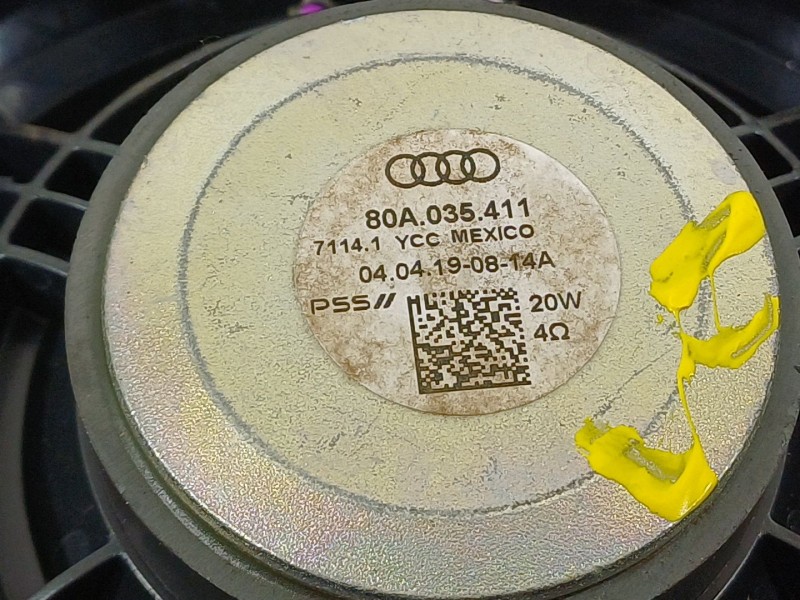 80A.035.411
7114.1 YCC MEXICO
04.04.19-08-14A
PSS
20W
4Ω